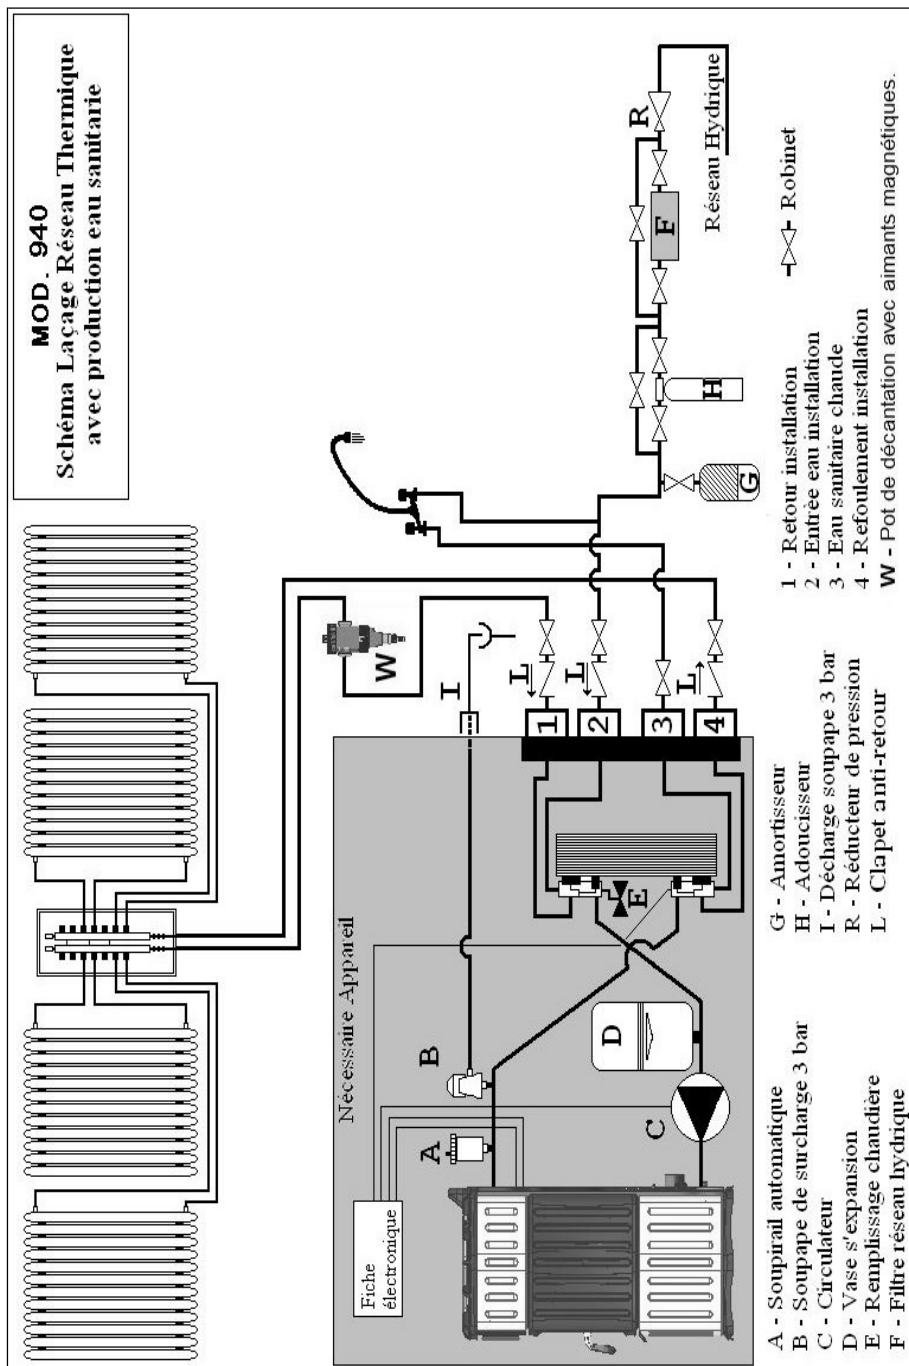 MOD. 940
Schéma Laçage Réseau Thermique
avec production eau sanitarie
R
F
H
G
Réseau Hydrique
Robinet
W
I
L
L
L
1
2
3
4
Nécessaire Appareil
A
B
C
D
E
Fiche
électronique
A - Soupirail automatique
B - Soupape de surcharge 3 bar
C - Circulateur
D - Vase s'expansion
E - Remplissage chaudière
F - Filtre réseau hydrique
G - Amortisseur
H - Adoucisseur
I - Décharge soupape 3 bar
R - Réducteur de pression
L - Clapet anti-retour
1 - Retour installation
2 - Entrèe eau installation
3 - Eau sanitaire chaude
4 - Refoulement installation
W - Pot de décantation avec aimants magnétiques.